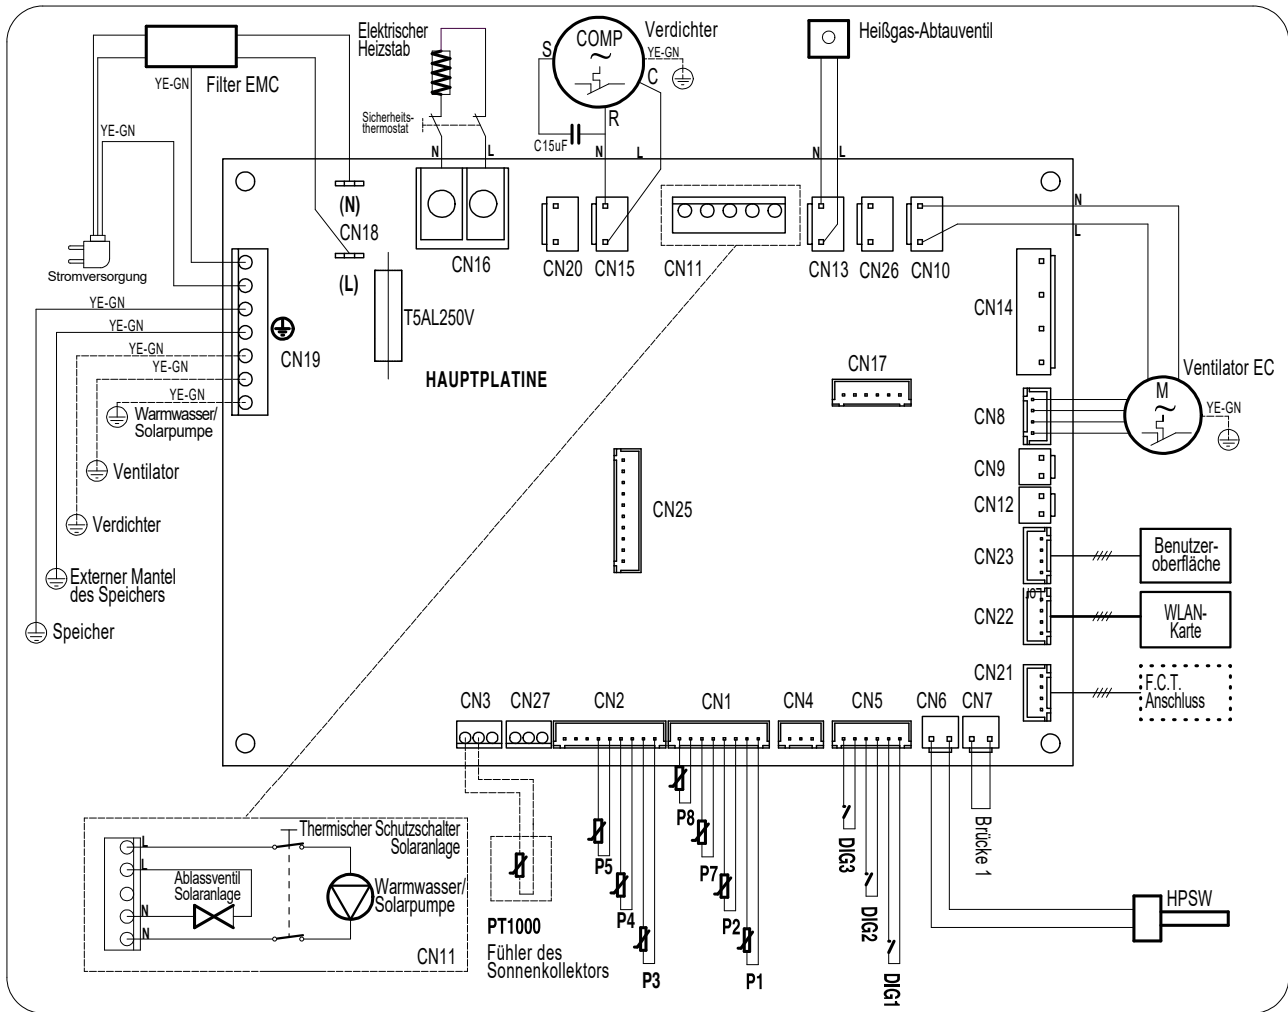 Elektrischer
Heizstab
Verdichter
COMP
~
S
YE-GN
C
R
C15uF
Heißgas-Abtauventil
Filter EMC
YE-GN
YE-GN
Sicherheits-
thermostat
N
L
N
L
N
L
N
L
(N)
CN18
(L)
Stromversorgung
CN16
CN20
CN15
CN11
CN13
CN26
CN10
T5AL250V
CN19
HAUPTPLATINE
CN14
CN17
CN8
Ventilator EC
M
~
YE-GN
CN9
CN12
CN25
YE-GN
YE-GN
YE-GN
YE-GN
YE-GN
Warmwasser/
Solarpumpe
Ventilator
Verdichter
Externer Mantel
des Speichers
Speicher
CN23
Benutzer-
oberfläche
CN22
WLAN-
Karte
CN21
F.C.T.
Anschluss
CN3
CN27
CN2
CN1
CN4
CN5
CN6
CN7
P5
P4
P3
P8
P7
P2
P1
DIG3
DIG2
DIG1
Brücke 1
HPSW
PT1000
Fühler des
Sonnenkollektors
L
L
N
N
Thermischer Schutzschalter
Solaranlage
Ablassventil
Solaranlage
Warmwasser/
Solarpumpe
CN11